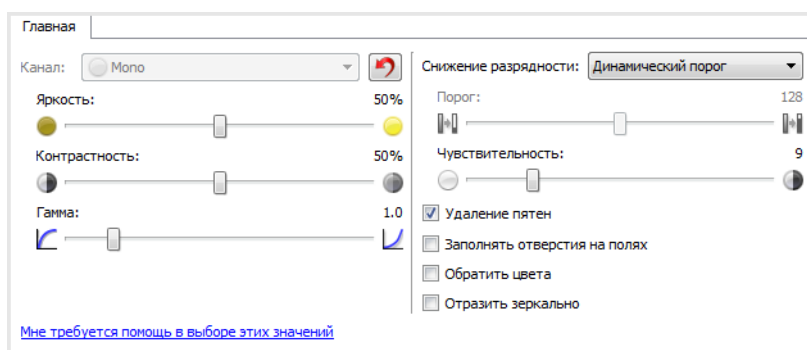 Главная
Канал: Mono
Яркость: 50%
Контрастность: 50%
Гамма: 1.0
Мне требуется помощь в выборе этих значений
Снижение разрядности: Динамический порог
Порог: 128
Чувствительность: 9
Удаление пятен
Заполнять отверстия на полях
Обратить цвета
Отразить зеркально